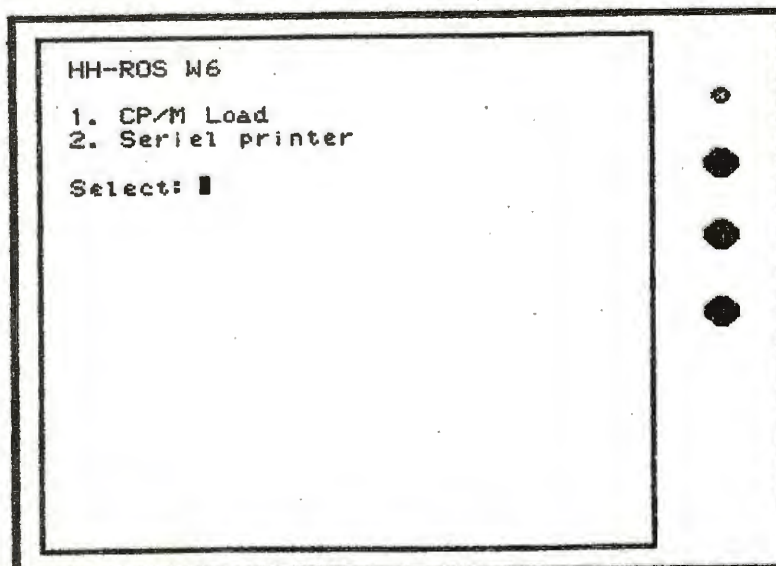 HH-ROS W6
1. CP/M Load
2. Seriel printer
Select: